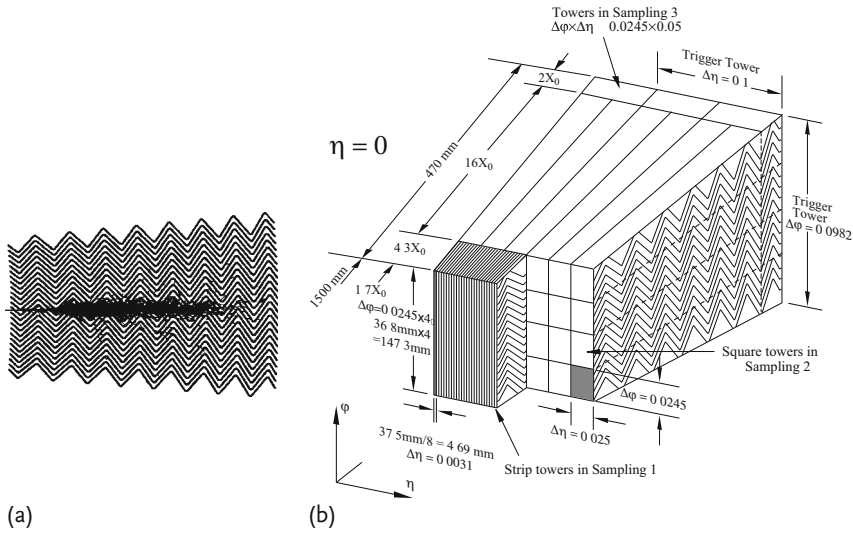 Towers in Sampling 3
Δφ×Δη 0.0245×0.05
Trigger
Tower
Δη = 0 1
2X₀
η = 0
470 mm
16X₀
Trigger
Tower
Δφ = 0 0982
4 3X₀
1500 mm
1 7X₀
Δφ=0 0245x4
36 8mmx4
=147 3mm
Square towers in
Sampling 2
Δφ = 0 0245
φ
Δη = 0 025
37 5mm/8 = 4 69 mm
Δη = 0 0031
Strip towers in Sampling 1
η
(a)
(b)